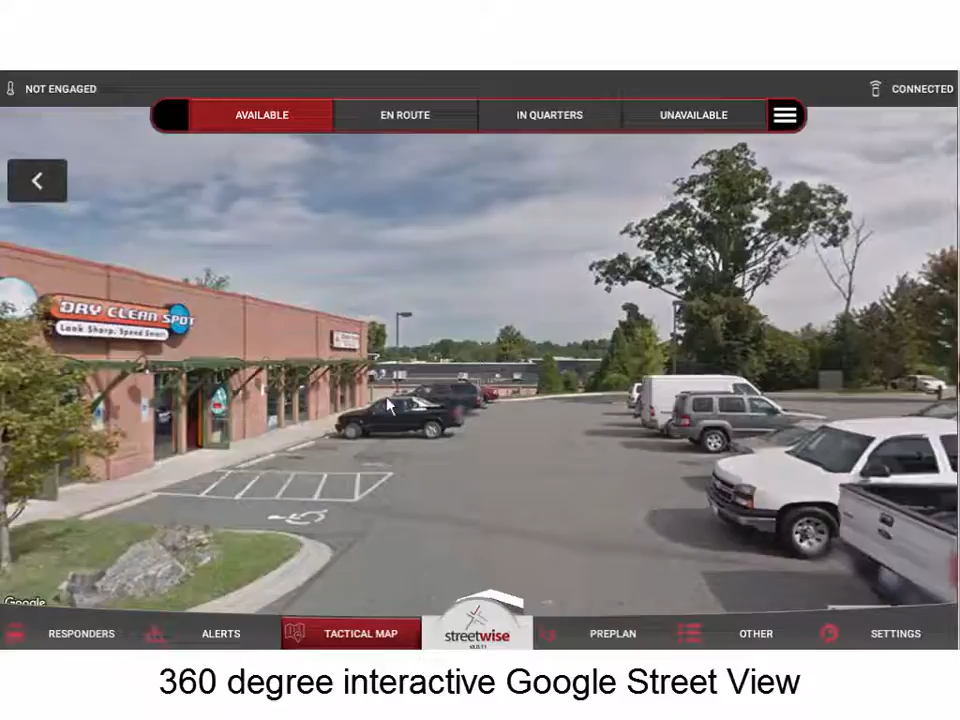 NOT ENGAGED
CONNECTED
AVAILABLE
EN ROUTE
IN QUARTERS
UNAVAILABLE
DRY CLEAN SPOT
Look Sharp. Speed Smart.
Google
RESPONDERS
ALERTS
TACTICAL MAP
streetwise
PREPLAN
OTHER
SETTINGS
360 degree interactive Google Street View